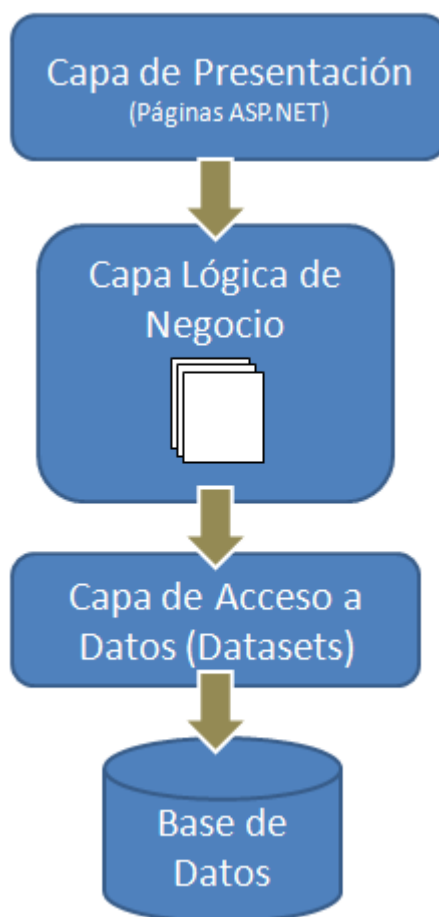 Capa de Presentación
(Páginas ASP.NET)
Capa Lógica de
Negocio
Capa de Acceso a
Datos (Datasets)
Base de
Datos